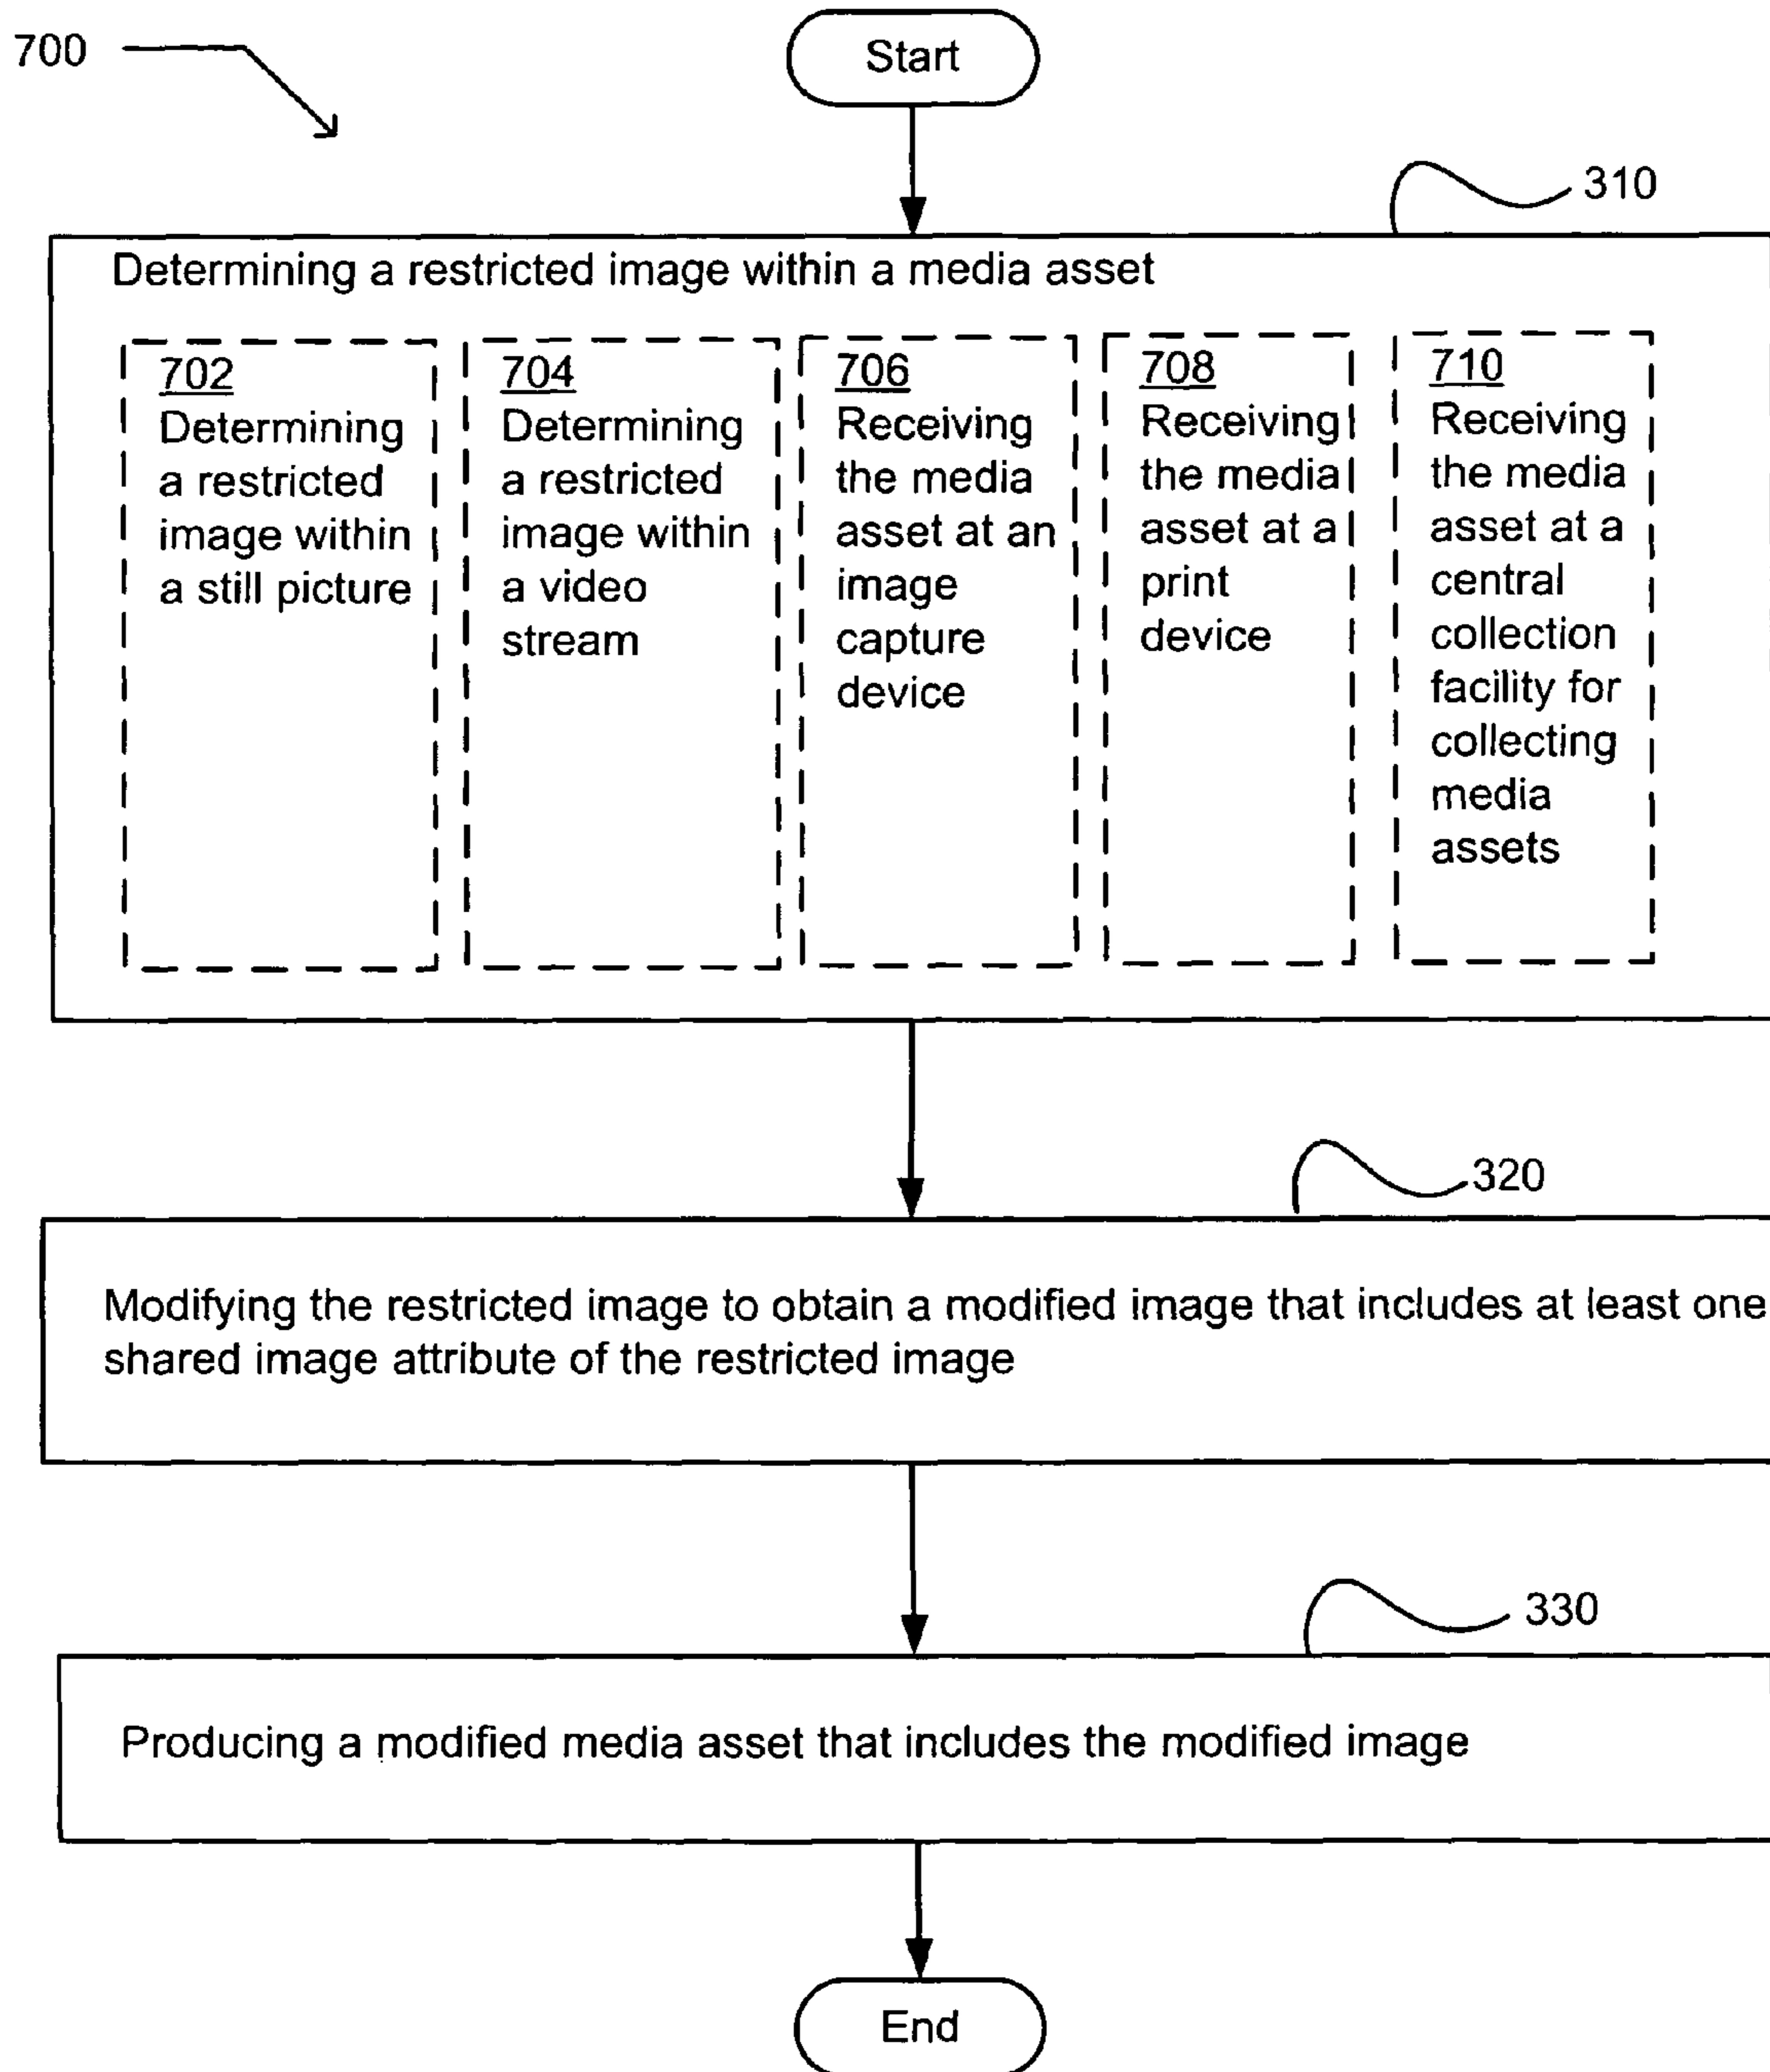 700
Start
310
Determining a restricted image within a media asset
702
Determining
a restricted
image within
a still picture
704
Determining
a restricted
image within
a video
stream
706
Receiving
the media
asset at an
image
capture
device
708
Receiving
the media
asset at a
print
device
710
Receiving
the media
asset at a
central
collection
facility for
collecting
media
assets
320
Modifying the restricted image to obtain a modified image that includes at least one
shared image attribute of the restricted image
330
Producing a modified media asset that includes the modified image
End